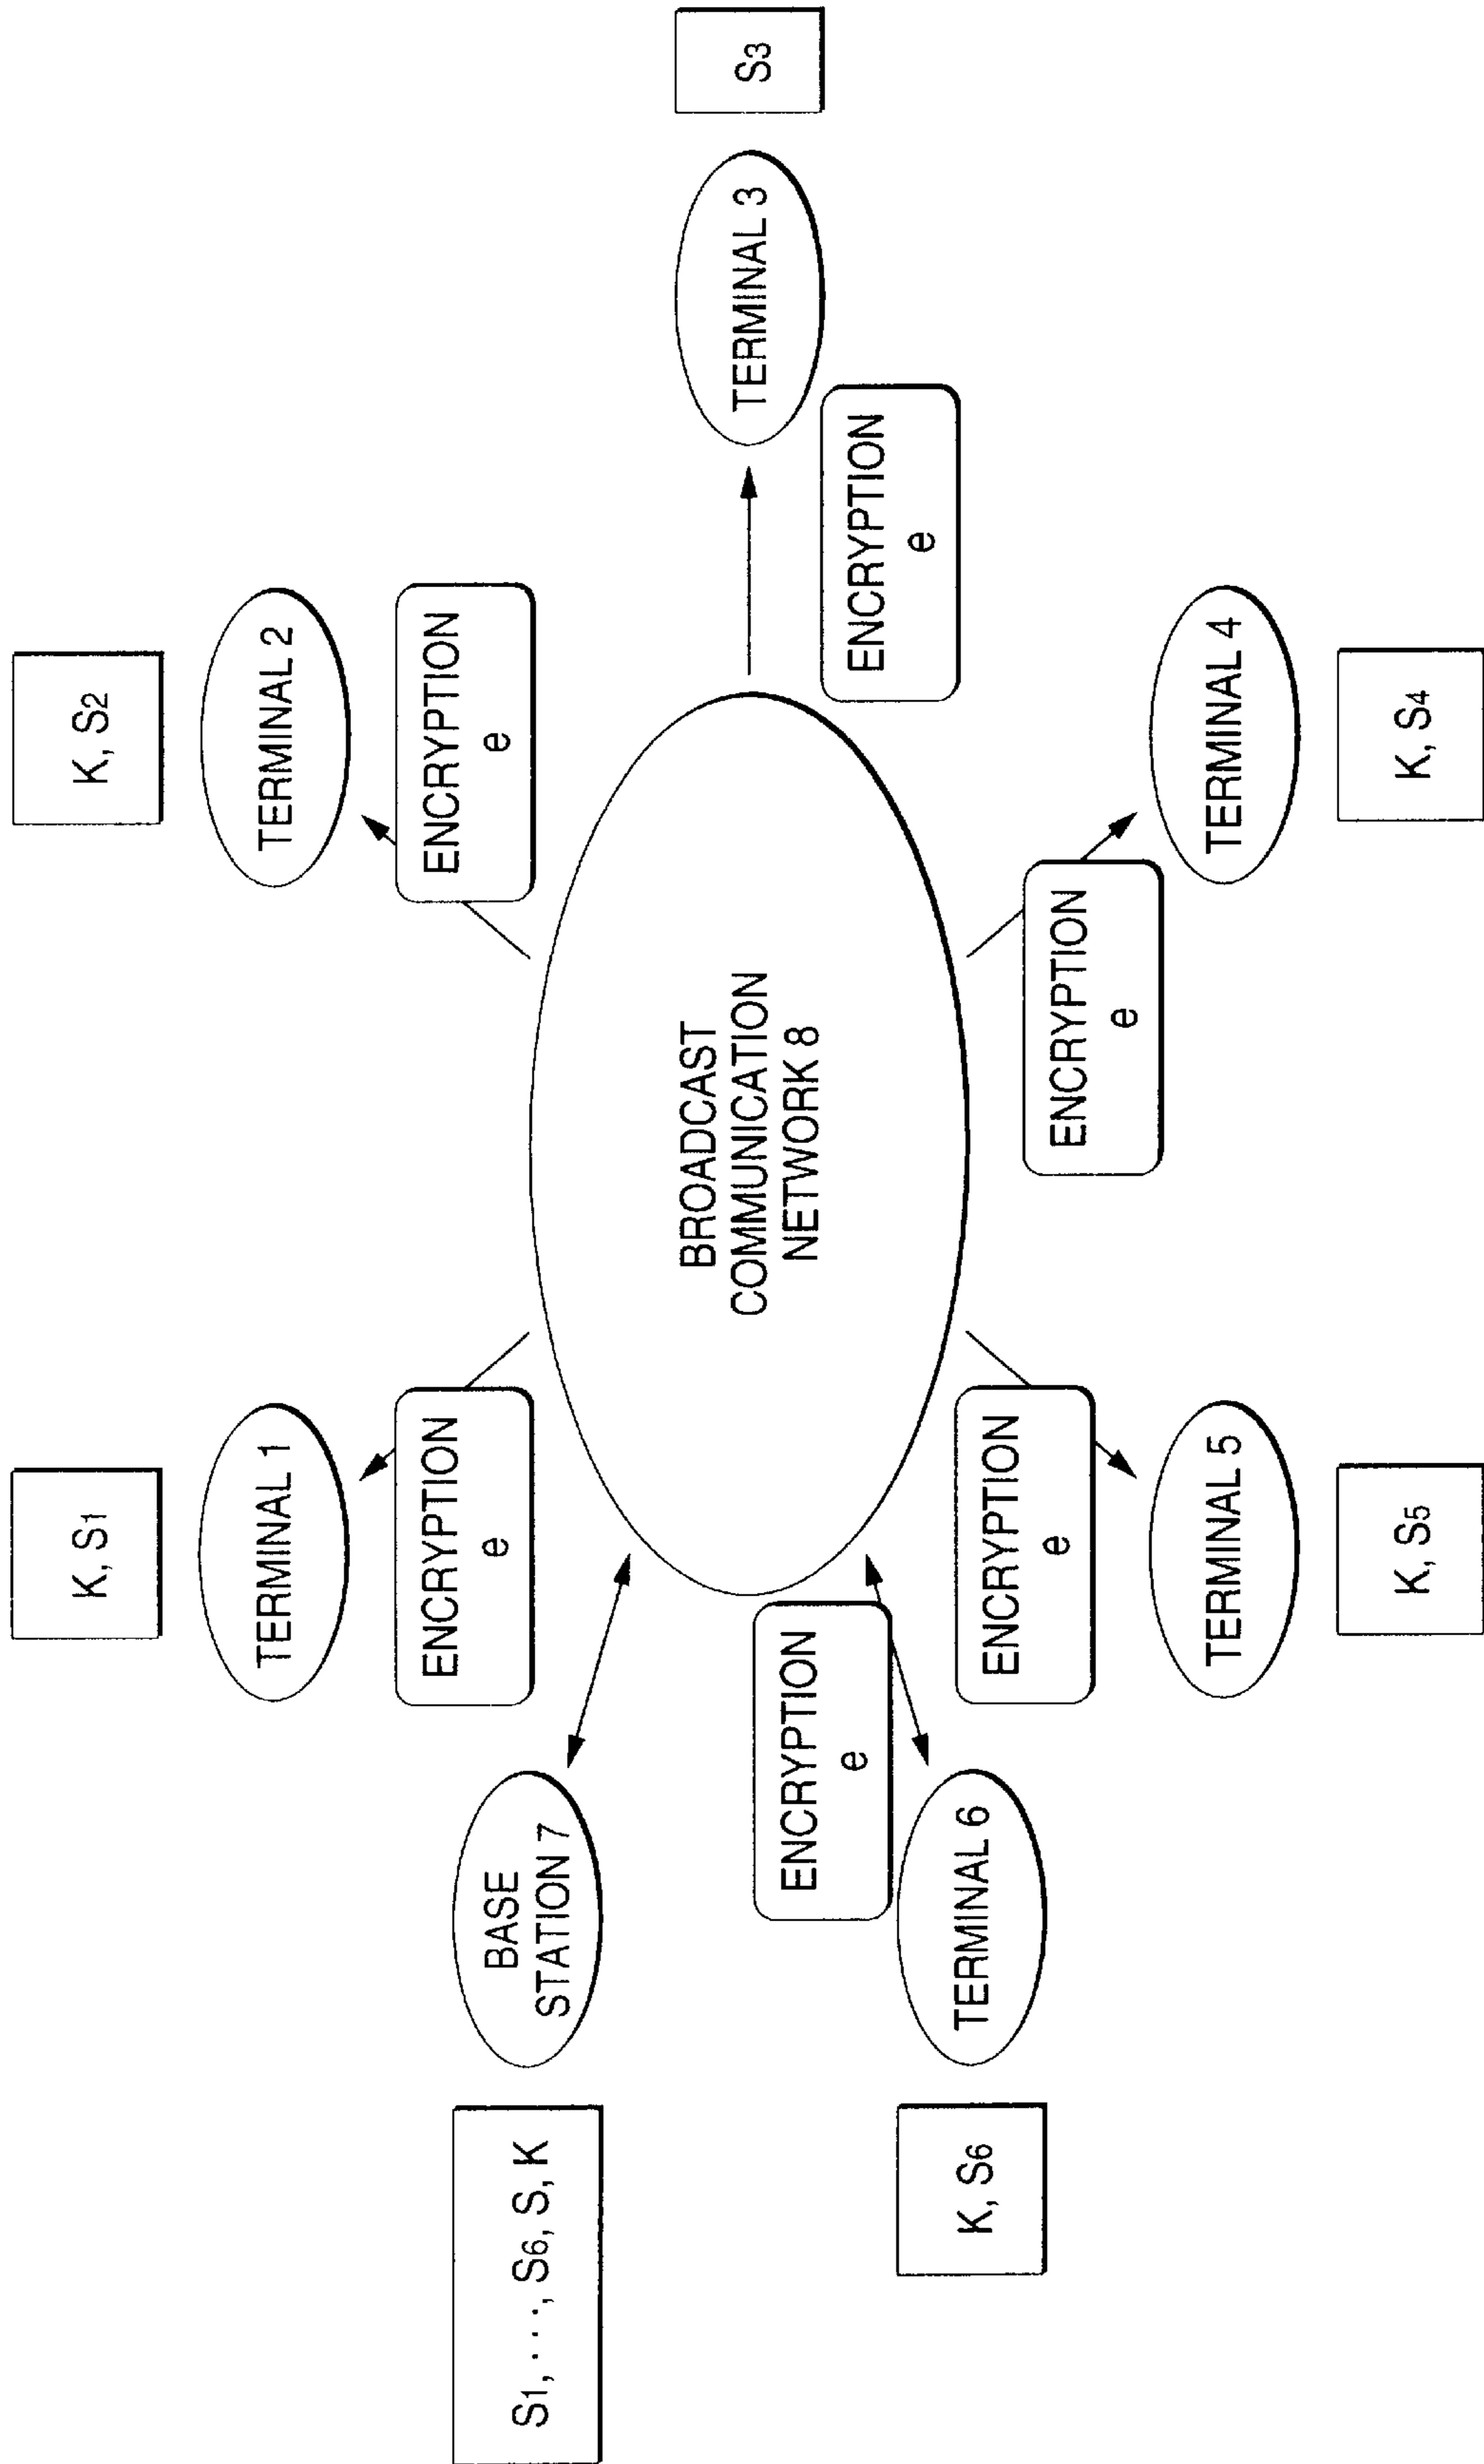 K, S1
TERMINAL 1
ENCRYPTION
e
K, S2
TERMINAL 2
ENCRYPTION
e
S1, · · ·, S6, S, K
BASE
STATION 7
BROADCAST
COMMUNICATION
NETWORK 8
S3
TERMINAL 3
ENCRYPTION
e
ENCRYPTION
e
K, S6
TERMINAL 6
ENCRYPTION
e
TERMINAL 5
K, S5
ENCRYPTION
e
TERMINAL 4
K, S4